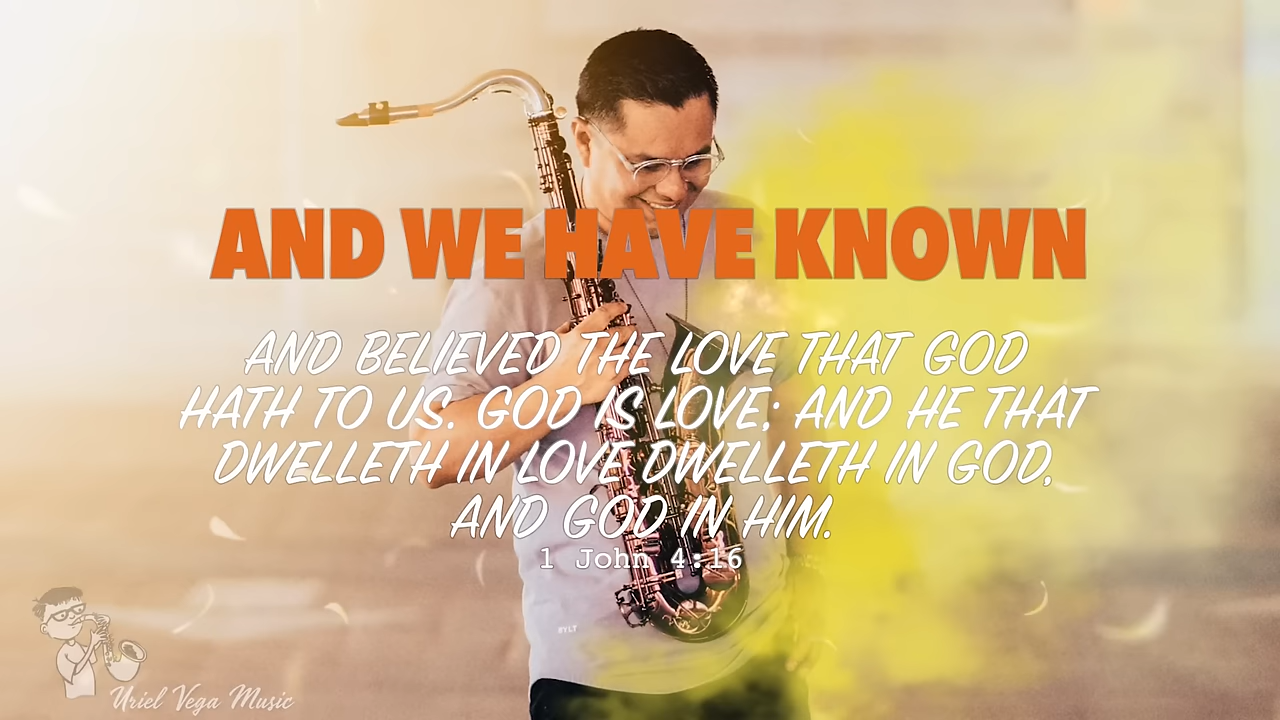 AND WE HAVE KNOWN
AND BELIEVED THE LOVE THAT GOD
HATH TO US. GOD IS LOVE; AND HE THAT
DWELLETH IN LOVE DWELLETH IN GOD,
AND GOD IN HIM.
1 John 4:16
SYLT
Uriel Vega Music